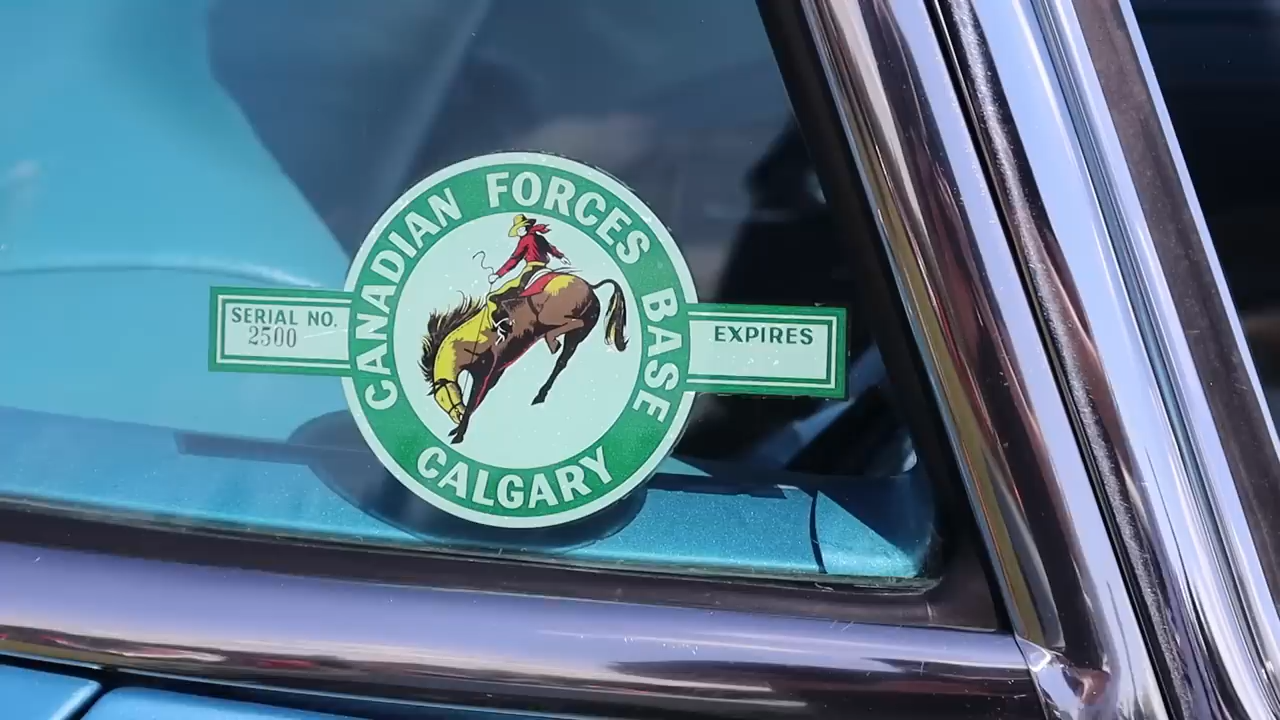 CANADIAN FORCES BASE
CALGARY
SERIAL NO.
2500
EXPIRES